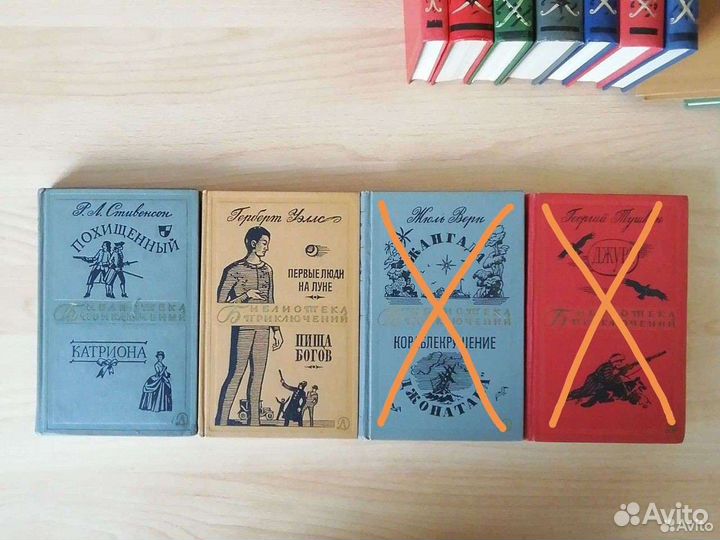 Р. Л. Стивенсон
ПОХИЩЕННЫЙ
БИБЛИОТЕКА
ПРИКЛЮЧЕНИЙ
КАТРИОНА
Герберт Уэллс
ПЕРВЫЕ ЛЮДИ
НА ЛУНЕ
БИБЛИОТЕКА
ПРИКЛЮЧЕНИЙ
ПИЩА
БОГОВ
Жюль Верн
ЖАНГАДА
БИБЛИОТЕКА
ПРИКЛЮЧЕНИЙ
КОРАБЛЕКРУШЕНИЕ
ДЖОНАТАНА
Георгий Тушкан
ДЖУРА
БИБЛИОТЕКА
ПРИКЛЮЧЕНИЙ
Avito
Avito